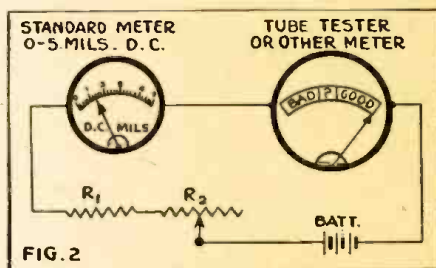 STANDARD METER
0-5 MILS. D.C.
TUBE TESTER
OR OTHER METER
D.C. MILS
BAD ? GOOD
R1
R2
BATT.
FIG. 2